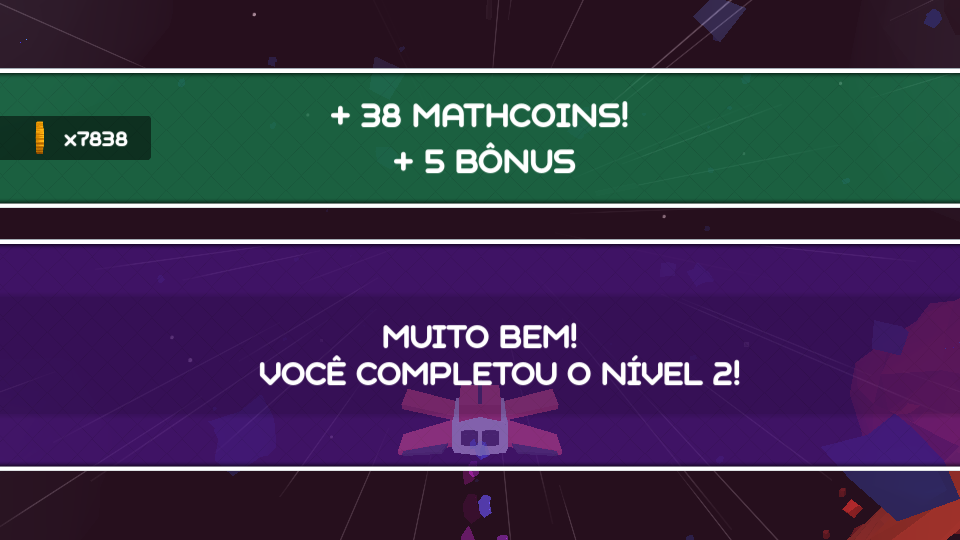 + 38 MATHCOINS!
+ 5 BÔNUS
x7838
MUITO BEM!
VOCÊ COMPLETOU O NÍVEL 2!